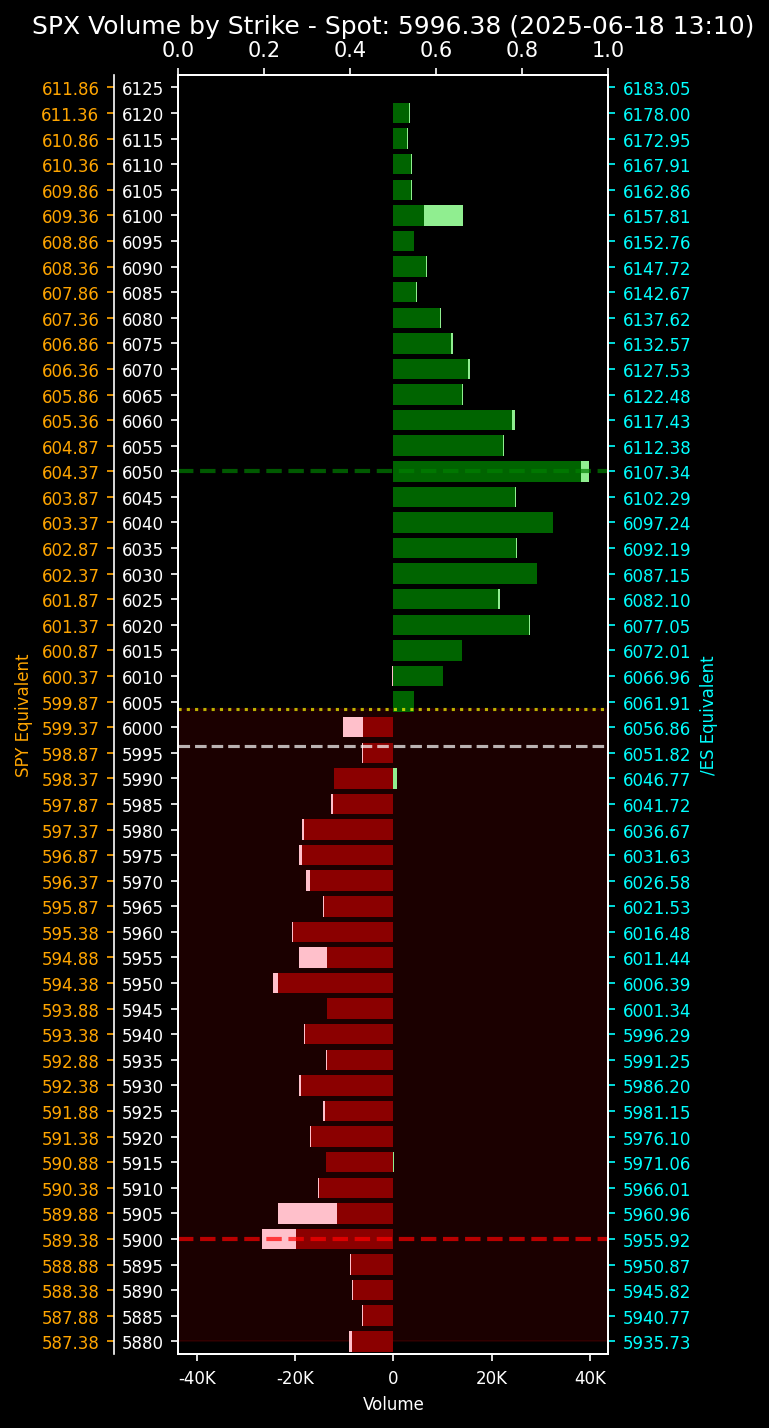 SPX Volume by Strike - Spot: 5996.38 (2025-06-18 13:10)
0.0 0.2 0.4 0.6 0.8 1.0
611.86 6125 6183.05
611.36 6120 6178.00
610.86 6115 6172.95
610.36 6110 6167.91
609.86 6105 6162.86
609.36 6100 6157.81
608.86 6095 6152.76
608.36 6090 6147.72
607.86 6085 6142.67
607.36 6080 6137.62
606.86 6075 6132.57
606.36 6070 6127.53
605.86 6065 6122.48
605.36 6060 6117.43
604.87 6055 6112.38
604.37 6050 6107.34
603.87 6045 6102.29
603.37 6040 6097.24
602.87 6035 6092.19
602.37 6030 6087.15
601.87 6025 6082.10
601.37 6020 6077.05
600.87 6015 6072.01
600.37 6010 6066.96
599.87 6005 6061.91
599.37 6000 6056.86
598.87 5995 6051.82
598.37 5990 6046.77
597.87 5985 6041.72
597.37 5980 6036.67
596.87 5975 6031.63
596.37 5970 6026.58
595.87 5965 6021.53
595.38 5960 6016.48
594.88 5955 6011.44
594.38 5950 6006.39
593.88 5945 6001.34
593.38 5940 5996.29
592.88 5935 5991.25
592.38 5930 5986.20
591.88 5925 5981.15
591.38 5920 5976.10
590.88 5915 5971.06
590.38 5910 5966.01
589.88 5905 5960.96
589.38 5900 5955.92
588.88 5895 5950.87
588.38 5890 5945.82
587.88 5885 5940.77
587.38 5880 5935.73
SPY Equivalent
/ES Equivalent
-40K -20K 0 20K 40K
Volume